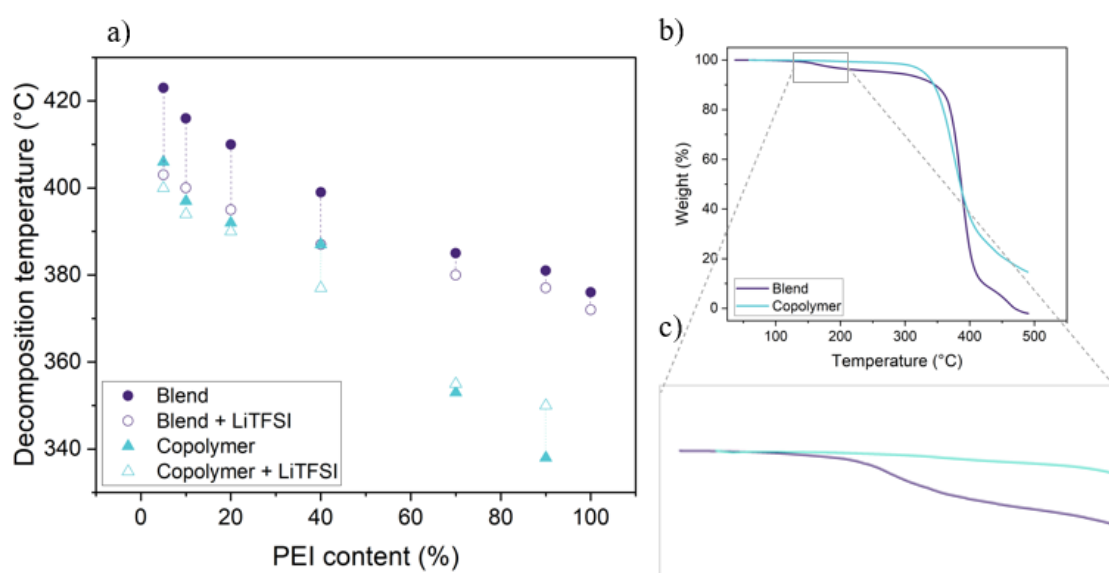 a)
Decomposition temperature (°C)
420
400
380
360
340
Blend
Blend + LiTFSI
Copolymer
Copolymer + LiTFSI
0 20 40 60 80 100
PEI content (%)
b)
Weight (%)
100
80
60
40
20
0
Blend
Copolymer
100 200 300 400 500
Temperature (°C)
c)